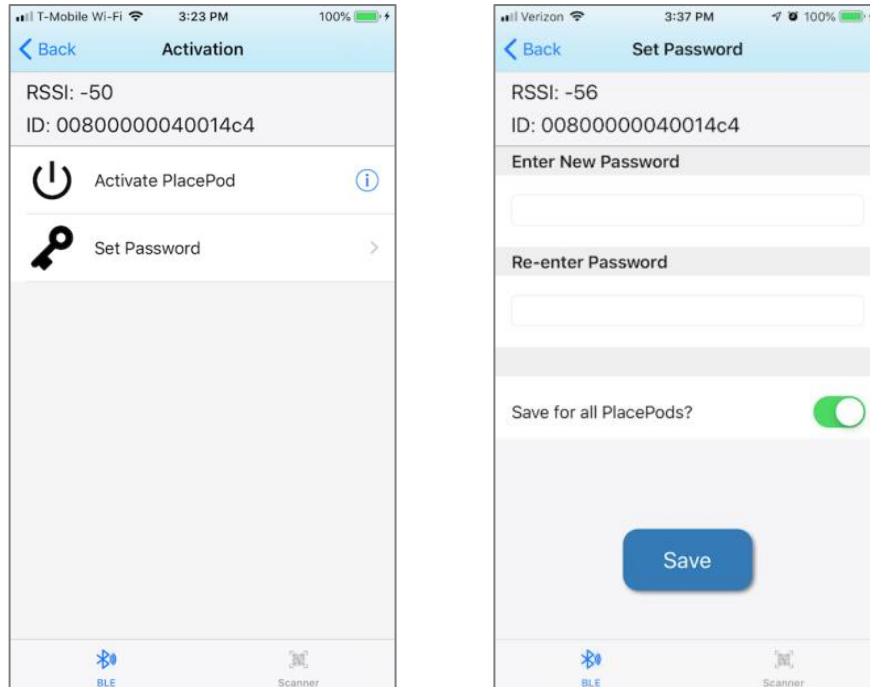 T-Mobile Wi-Fi 3:23 PM 100%
Back Activation
RSSI: -50
ID: 00800000040014c4
Activate PlacePod
Set Password
BLE Scanner
Verizon 3:37 PM 100%
Back Set Password
RSSI: -56
ID: 00800000040014c4
Enter New Password
Re-enter Password
Save for all PlacePods?
Save
BLE Scanner